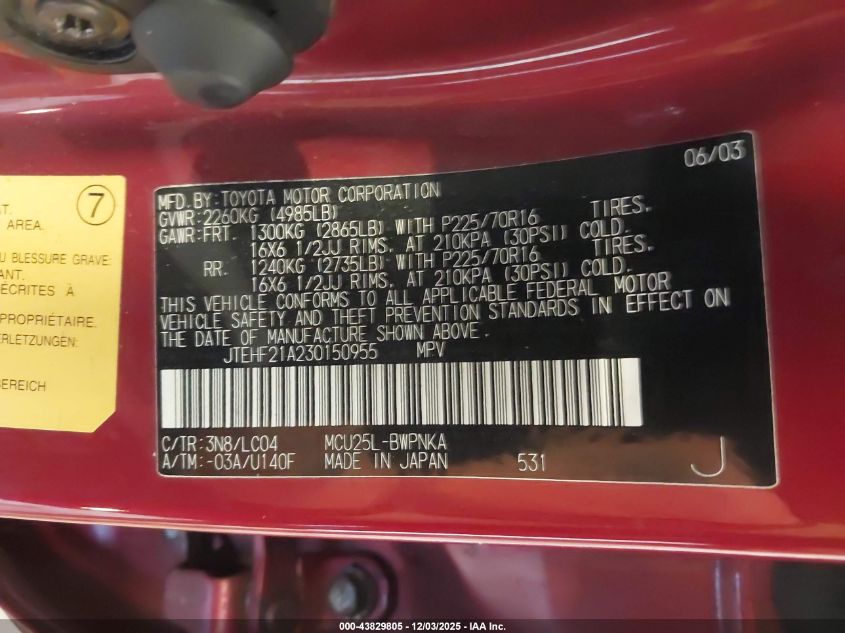 06/03
MFD.BY:TOYOTA MOTOR CORPORATION
GVWR:2260KG (4985LB)
GAWR:FRT. 1300KG (2865LB) WITH P225/70R16 TIRES.
16X6 1/2JJ RIMS. AT 210KPA (30PSI) COLD.
RR. 1240KG (2735LB) WITH P225/70R16 TIRES.
16X6 1/2JJ RIMS. AT 210KPA (30PSI) COLD.
THIS VEHICLE CONFORMS TO ALL APPLICABLE FEDERAL MOTOR
VEHICLE SAFETY AND THEFT PREVENTION STANDARDS IN EFFECT ON
THE DATE OF MANUFACTURE SHOWN ABOVE.
JTEHF21A230150955 MPV
C/TR:3N8/LC04 MCU25L-BWPNKA
A/TM:-03A/U140F MADE IN JAPAN 531 J
7
T.
AREA.
U BLESSURE GRAVE:
ANT.
ÉCRITES À
PROPRIÉTAIRE.
ERLETZUNGEN:
BEREICH
000-43829805 - 12/03/2025 - IAA Inc.